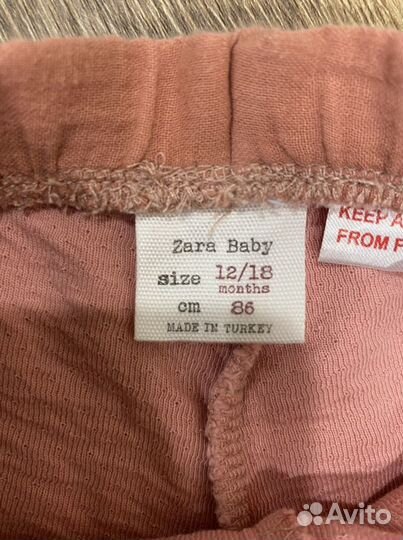 Zara Baby
size 12/18
months
cm 86
MADE IN TURKEY
KEEP A
FROM F
Avito